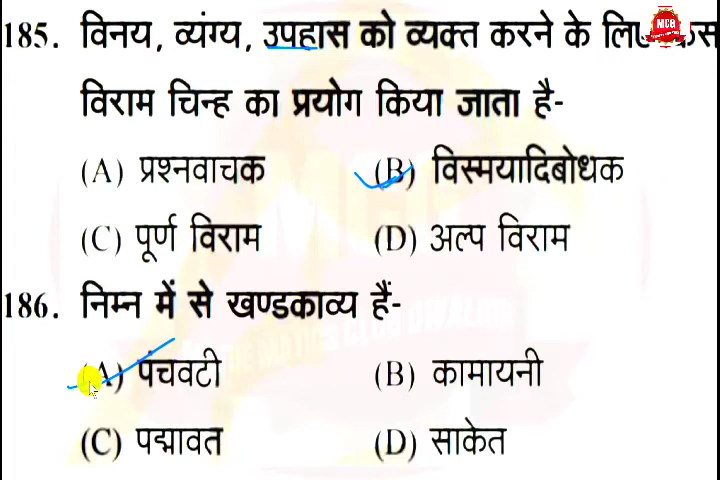 185. विनय, व्यंग्य, उपहास को व्यक्त करने के लिए
MCH
विराम चिन्ह का प्रयोग किया जाता है-
(A) प्रश्नवाचक (B) विस्मयादिबोधक
(C) पूर्ण विराम (D) अल्प विराम
186. निम्न में से खण्डकाव्य हैं-
(A) पंचवटी (B) कामायनी
(C) पद्मावत (D) साकेत